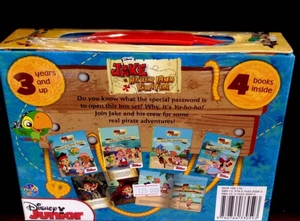 Disney
JAKE
AND THE
NEVER LAND
PIRATES
3
years
and up
4
books
inside
Do you know what the special password is
to open this box set? Why, it's Yo-ho-ho!
Join Jake and his crew for some
real pirate adventures!
Disney
JUNIOR